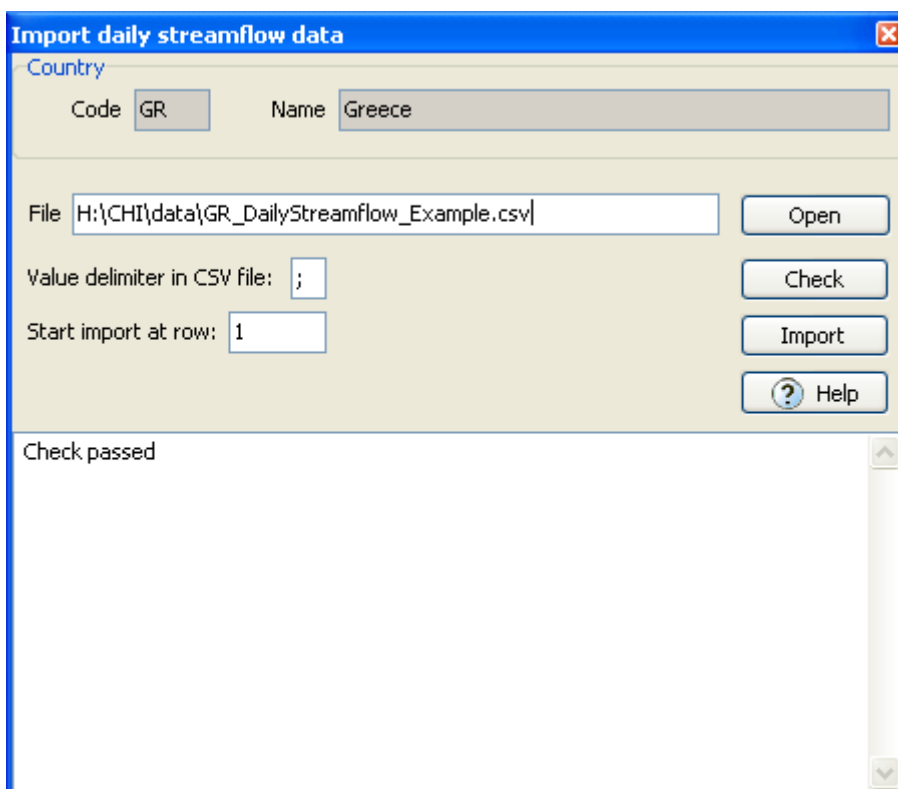 Import daily streamflow data
Country
Code GR Name Greece
File H:\CHI\data\GR_DailyStreamflow_Example.csv Open
Value delimiter in CSV file: ; Check
Start import at row: 1 Import
? Help
Check passed